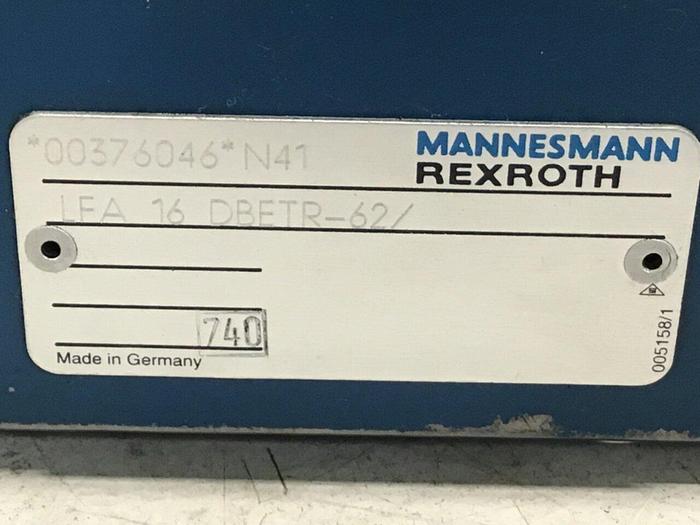 *00376046* N41
MANNESMANN
REXROTH
LFA 16 DBETR-62/
740
Made in Germany
005158/1